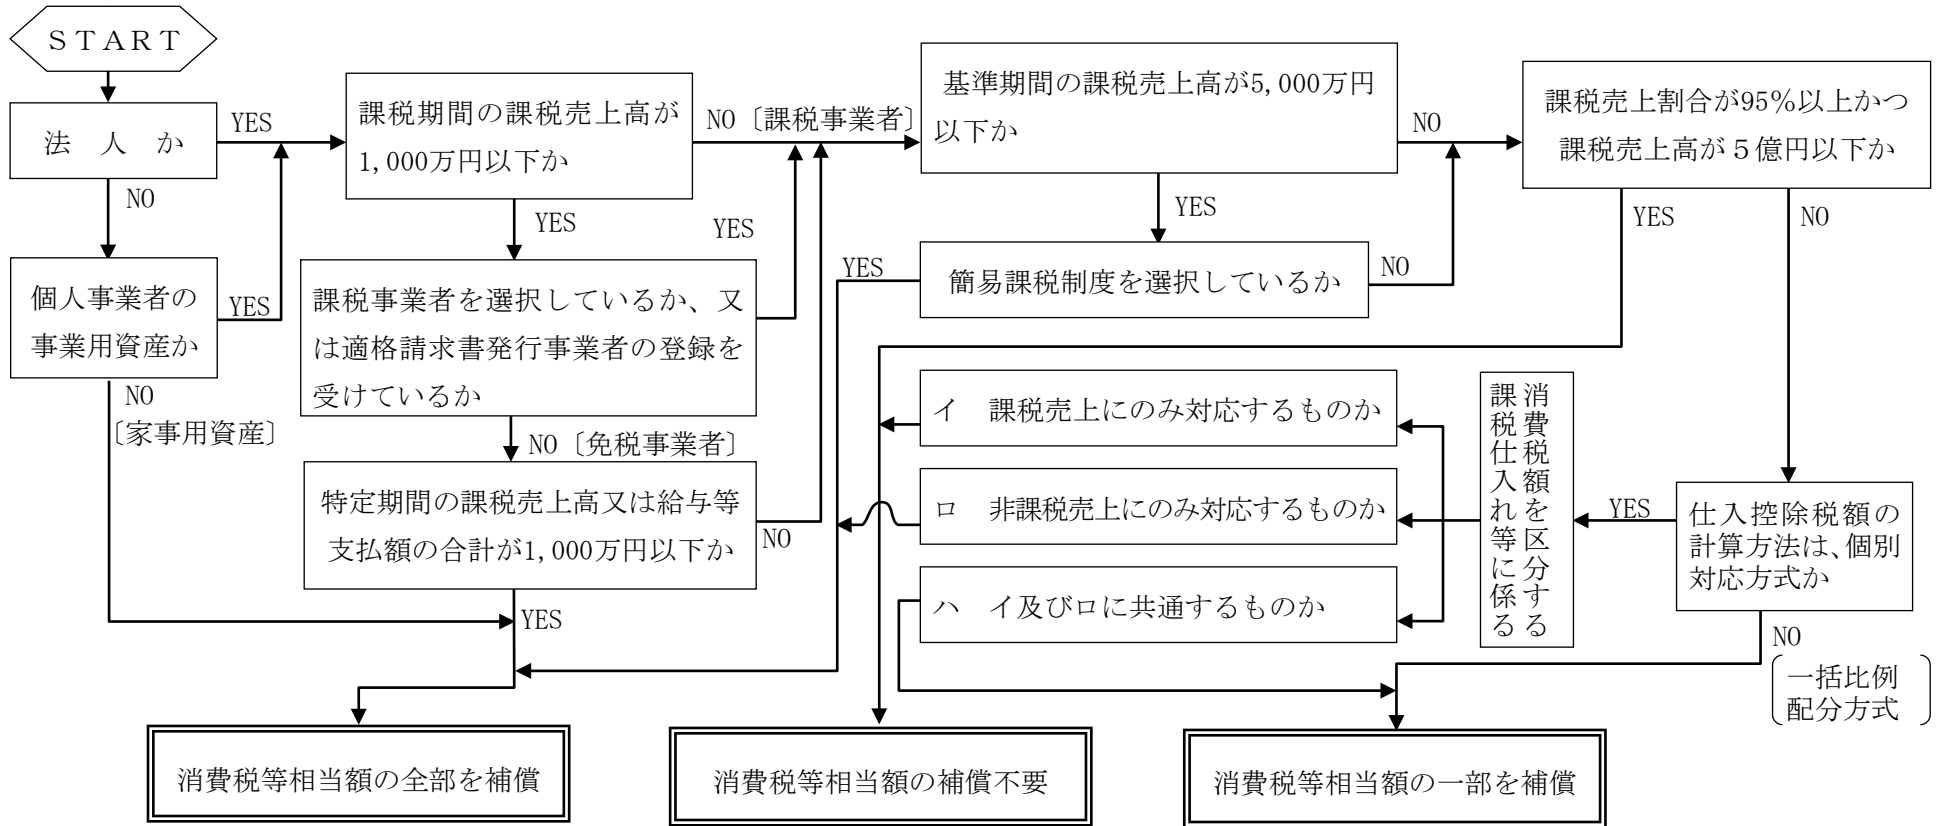 ＳＴＡＲＴ
法　人　か
YES
NO
個人事業者の
事業用資産か
YES
NO
〔家事用資産〕
課税期間の課税売上高が
1,000万円以下か
NO〔課税事業者〕
YES
YES
課税事業者を選択しているか、又
は適格請求書発行事業者の登録を
受けているか
NO〔免税事業者〕
特定期間の課税売上高又は給与等
支払額の合計が1,000万円以下か
NO
YES
基準期間の課税売上高が5,000万円
以下か
NO
YES
簡易課税制度を選択しているか
YES
NO
課税売上割合が95％以上かつ
課税売上高が５億円以下か
YES
NO
仕入控除税額の
計算方法は、個別
対応方式か
YES
NO
一括比例
配分方式
課税仕入れ等に係る
消費税額を区分する
イ　課税売上にのみ対応するものか
ロ　非課税売上にのみ対応するものか
ハ　イ及びロに共通するものか
消費税等相当額の全部を補償
消費税等相当額の補償不要
消費税等相当額の一部を補償